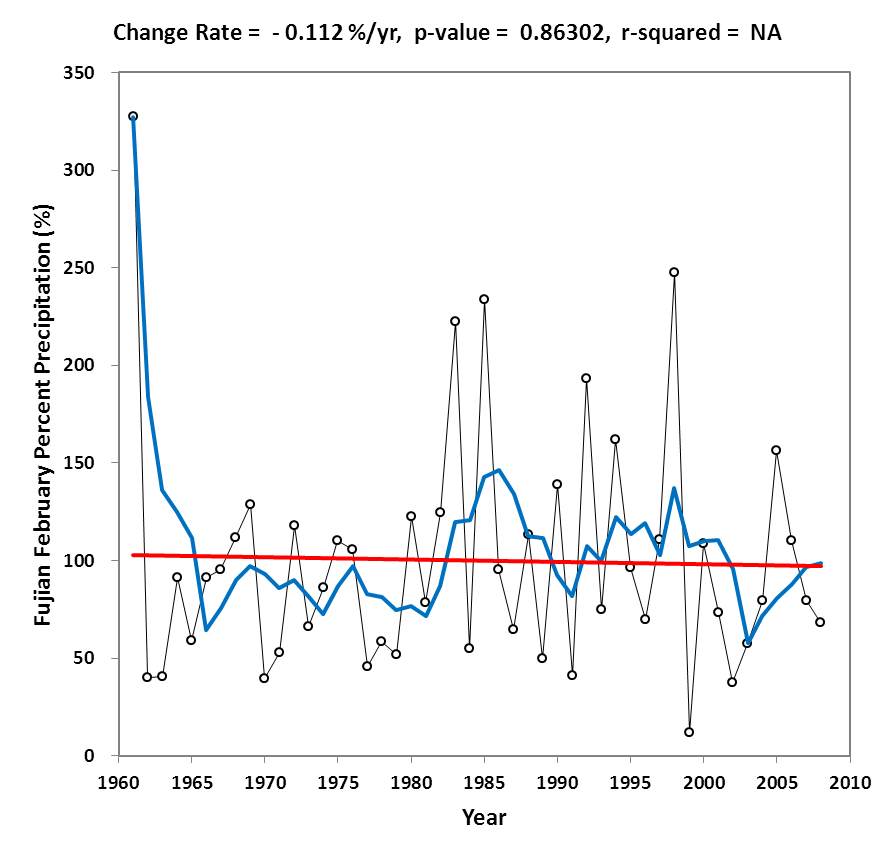 Change Rate = - 0.112 %/yr, p-value = 0.86302, r-squared = NA
Fujian February Percent Precipitation (%)
350
300
250
200
150
100
50
0
1960 1965 1970 1975 1980 1985 1990 1995 2000 2005 2010
Year